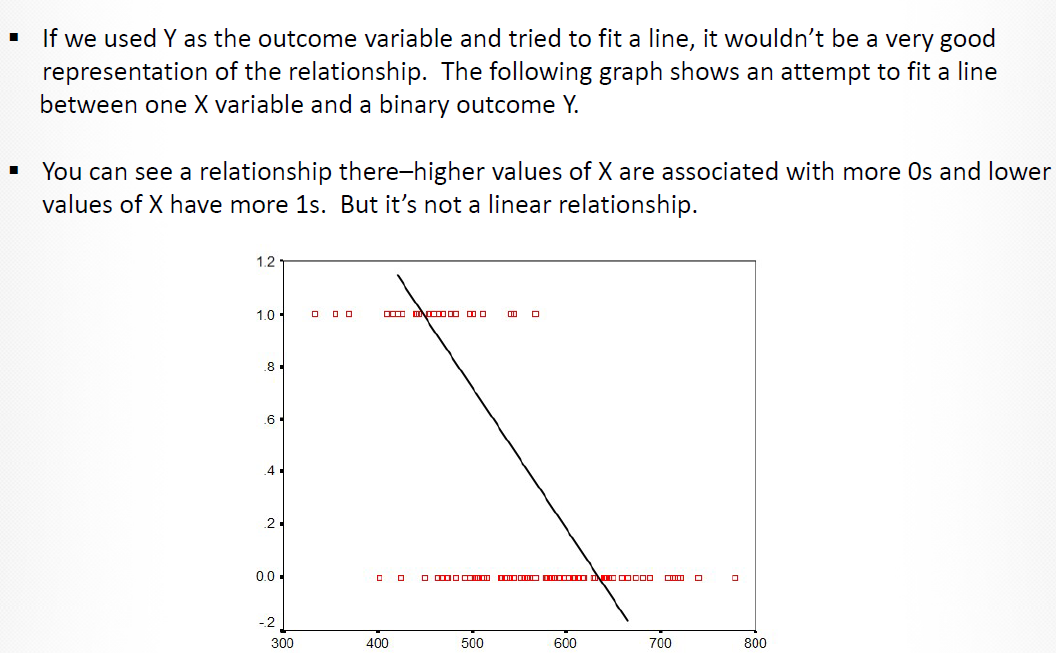 ▪ If we used Y as the outcome variable and tried to fit a line, it wouldn’t be a very good
representation of the relationship.  The following graph shows an attempt to fit a line
between one X variable and a binary outcome Y.
▪ You can see a relationship there–higher values of X are associated with more 0s and lower
values of X have more 1s.  But it’s not a linear relationship.
1.2
1.0
.8
.6
.4
.2
0.0
-.2
300 400 500 600 700 800